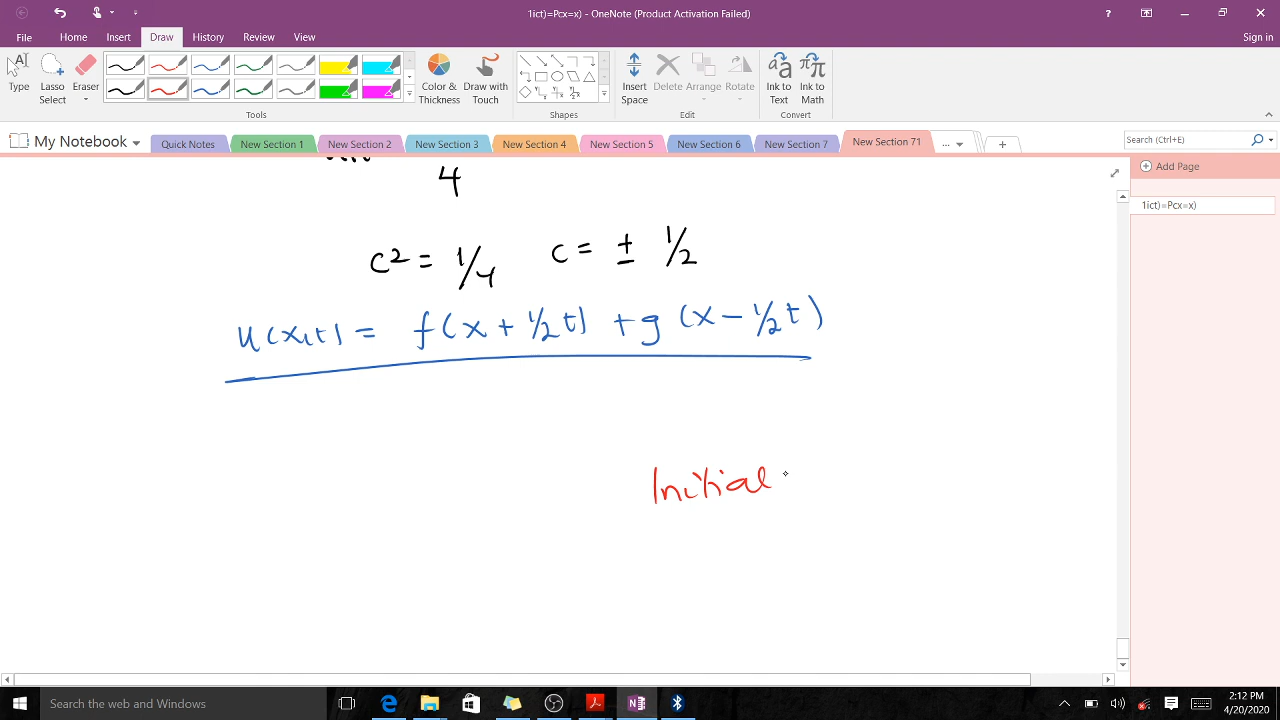 1ict)=Pcx=x) - OneNote (Product Activation Failed)
File Home Insert Draw History Review View Sign in
Type Lasso Select Eraser Color & Thickness Draw with Touch Insert Space Delete Arrange Rotate Ink to Text Ink to Math
Tools Shapes Edit Convert
My Notebook Quick Notes New Section 1 New Section 2 New Section 3 New Section 4 New Section 5 New Section 6 New Section 7 New Section 71 ... Search (Ctrl+E)
Add Page
1ict)=Pcx=x)
4
c² = 1/4 c = ± 1/2
u(x,t) = f(x + 1/2 t) + g (x - 1/2 t)
Initial
Search the web and Windows
2:12 PM
4/20/2020